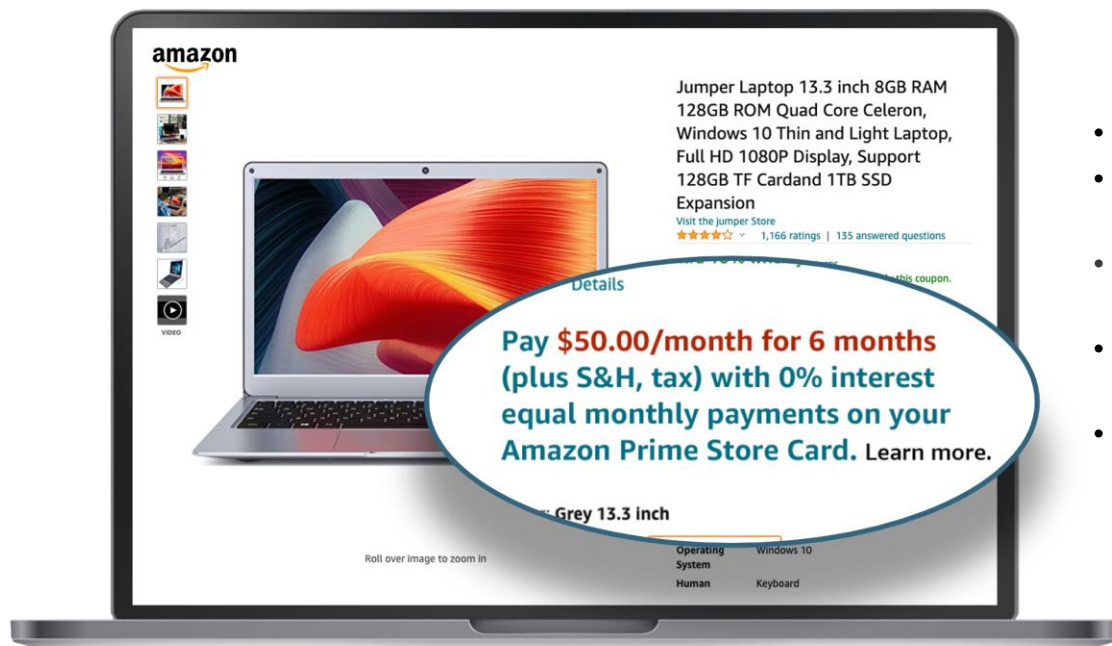 amazon
Jumper Laptop 13.3 inch 8GB RAM
128GB ROM Quad Core Celeron,
Windows 10 Thin and Light Laptop,
Full HD 1080P Display, Support
128GB TF Cardand 1TB SSD
Expansion
Visit the jumper Store
1,166 ratings | 135 answered questions
this coupon.
Details
Pay $50.00/month for 6 months
(plus S&H, tax) with 0% interest
equal monthly payments on your
Amazon Prime Store Card. Learn more.
VIDEO
Grey 13.3 inch
Roll over image to zoom in
Operating System Windows 10
Human Keyboard